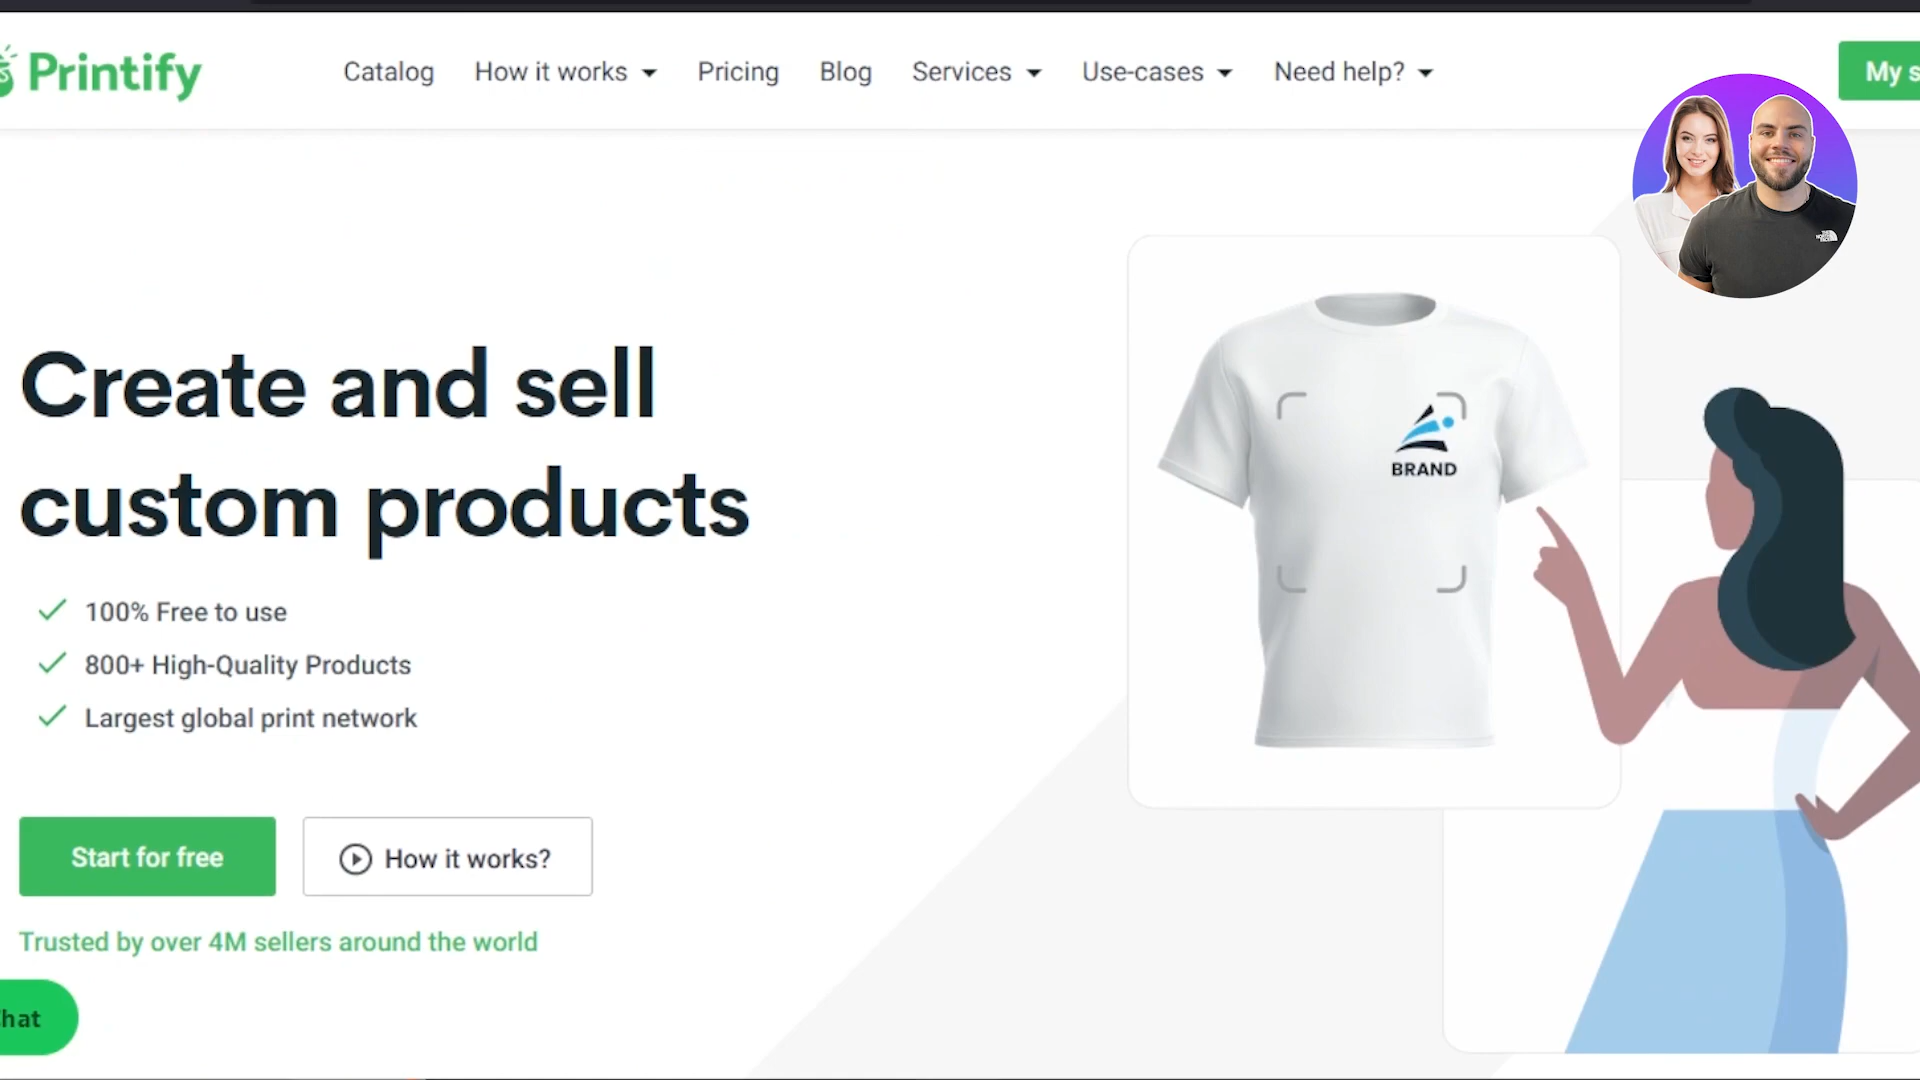 Printify
Catalog
How it works
Pricing
Blog
Services
Use-cases
Need help?
My s
Create and sell
custom products
100% Free to use
800+ High-Quality Products
Largest global print network
BRAND
Start for free
How it works?
Trusted by over 4M sellers around the world
hat